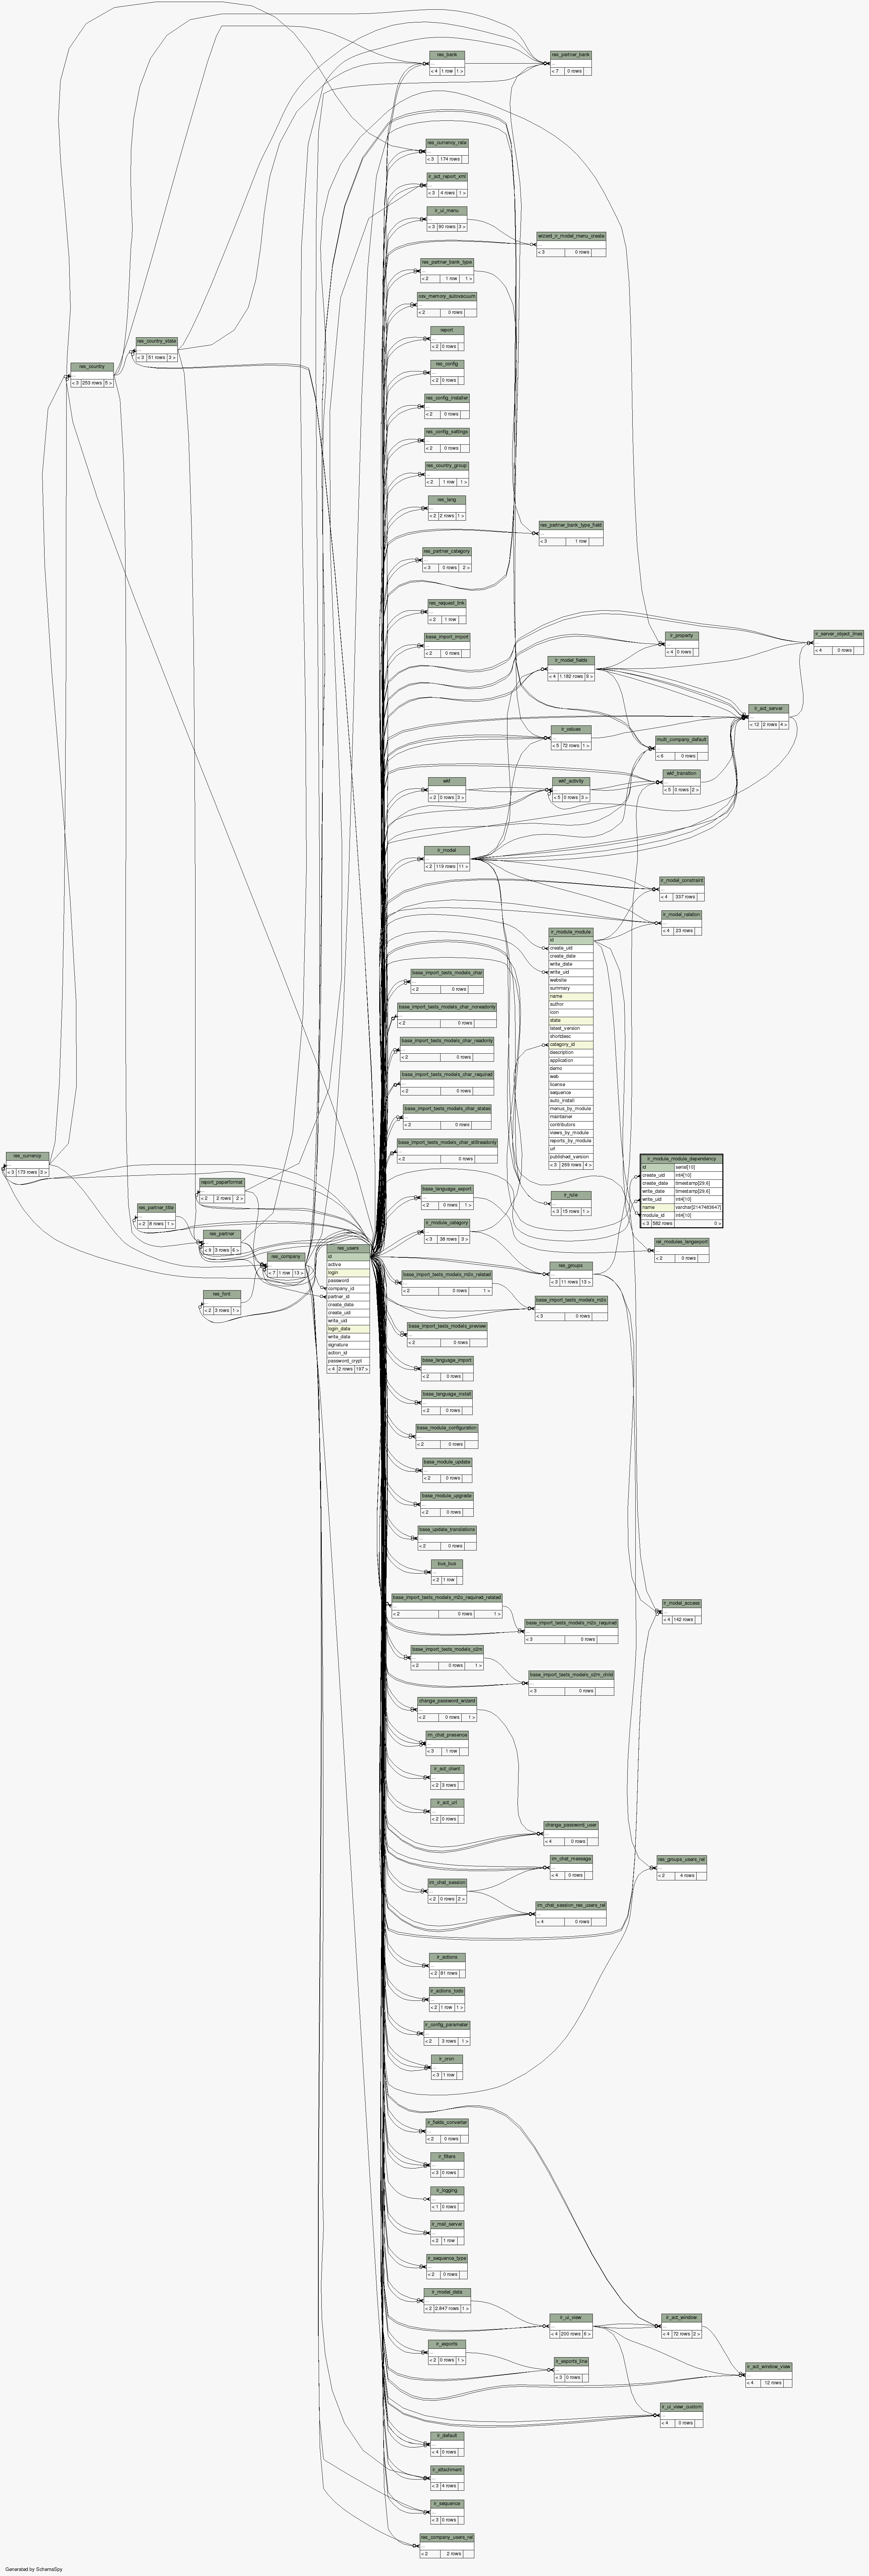 res_bank
...
< 4 1 row 1 >
res_partner_bank
...
< 7 0 rows
res_currency_rate
...
< 3 174 rows
ir_act_report_xml
...
< 3 4 rows 1 >
ir_ui_menu
...
< 3 90 rows 3 >
wizard_ir_model_menu_create
...
< 3 0 rows
res_partner_bank_type
...
< 2 1 row 1 >
osv_memory_autovacuum
...
< 2 0 rows
report
...
< 2 0 rows
res_country_state
...
< 3 51 rows 3 >
res_country
...
< 3 253 rows 5 >
res_config
...
< 2 0 rows
res_config_installer
...
< 2 0 rows
res_config_settings
...
< 2 0 rows
res_country_group
...
< 2 1 row 1 >
res_lang
...
< 2 2 rows 1 >
res_partner_bank_type_field
...
< 3 1 row
res_partner_category
...
< 3 0 rows 2 >
res_request_link
...
< 2 1 row
base_import_import
...
< 2 0 rows
ir_property
...
< 4 0 rows
ir_server_object_lines
...
< 4 0 rows
ir_model_fields
...
< 4 1.182 rows 9 >
ir_act_server
...
< 12 2 rows 4 >
ir_values
...
< 5 72 rows 1 >
multi_company_default
...
< 6 0 rows
wkf
...
< 2 0 rows 3 >
wkf_activity
...
< 5 0 rows 3 >
wkf_transition
...
< 5 0 rows 2 >
ir_model
...
< 2 119 rows 11 >
ir_model_constraint
...
< 4 337 rows
ir_model_relation
...
< 4 23 rows
ir_module_module
id
create_uid
create_date
write_date
write_uid
website
summary
name
author
icon
state
latest_version
shortdesc
category_id
description
application
demo
web
license
sequence
auto_install
menus_by_module
maintainer
contributors
views_by_module
reports_by_module
url
published_version
< 3 269 rows 4 >
base_import_tests_models_char
...
< 2 0 rows
base_import_tests_models_char_noreadonly
...
< 2 0 rows
base_import_tests_models_char_readonly
...
< 2 0 rows
base_import_tests_models_char_required
...
< 2 0 rows
base_import_tests_models_char_states
...
< 2 0 rows
base_import_tests_models_char_stillreadonly
...
< 2 0 rows
res_currency
...
< 3 173 rows 3 >
ir_module_module_dependency
id serial[10]
create_uid int4[10]
create_date timestamp[29,6]
write_date timestamp[29,6]
write_uid int4[10]
name varchar[2147483647]
module_id int4[10]
< 3 582 rows 0 >
report_paperformat
...
< 2 2 rows 2 >
base_language_export
...
< 2 0 rows 1 >
ir_rule
...
< 3 15 rows 1 >
res_partner_title
...
< 2 8 rows 1 >
ir_module_category
...
< 3 38 rows 3 >
res_partner
...
< 9 3 rows 6 >
rel_modules_langexport
...
< 2 0 rows
res_company
...
< 7 1 row 13 >
res_users
id
active
login
password
company_id
partner_id
create_date
create_uid
write_uid
login_date
write_date
signature
action_id
password_crypt
< 4 2 rows 197 >
res_groups
...
< 3 11 rows 13 >
base_import_tests_models_m2o_related
...
< 2 0 rows 1 >
res_font
...
< 2 3 rows 1 >
base_import_tests_models_m2o
...
< 3 0 rows
base_import_tests_models_preview
...
< 2 0 rows
base_language_import
...
< 2 0 rows
base_language_install
...
< 2 0 rows
base_module_configuration
...
< 2 0 rows
base_module_update
...
< 2 0 rows
base_module_upgrade
...
< 2 0 rows
base_update_translations
...
< 2 0 rows
bus_bus
...
< 2 1 row
base_import_tests_models_m2o_required_related
...
< 2 0 rows 1 >
ir_model_access
...
< 4 142 rows
base_import_tests_models_m2o_required
...
< 3 0 rows
base_import_tests_models_o2m
...
< 2 0 rows 1 >
base_import_tests_models_o2m_child
...
< 3 0 rows
change_password_wizard
...
< 2 0 rows 1 >
im_chat_presence
...
< 3 1 row
ir_act_client
...
< 2 3 rows
ir_act_url
...
< 2 0 rows
change_password_user
...
< 4 0 rows
im_chat_message
...
< 4 0 rows
res_groups_users_rel
...
< 2 4 rows
im_chat_session
...
< 2 0 rows 2 >
im_chat_session_res_users_rel
...
< 4 0 rows
ir_actions
...
< 2 81 rows
ir_actions_todo
...
< 2 1 row 1 >
ir_config_parameter
...
< 2 3 rows 1 >
ir_cron
...
< 3 1 row
ir_fields_converter
...
< 2 0 rows
ir_filters
...
< 3 0 rows
ir_logging
...
< 1 0 rows
ir_mail_server
...
< 2 1 row
ir_sequence_type
...
< 2 0 rows
ir_model_data
...
< 2 2.847 rows 1 >
ir_ui_view
...
< 4 200 rows 6 >
ir_act_window
...
< 4 72 rows 2 >
ir_exports
...
< 2 0 rows 1 >
ir_exports_line
...
< 3 0 rows
ir_act_window_view
...
< 4 12 rows
ir_ui_view_custom
...
< 4 0 rows
ir_default
...
< 4 0 rows
ir_attachment
...
< 3 4 rows
ir_sequence
...
< 3 0 rows
res_company_users_rel
...
< 2 2 rows
Generated by SchemaSpy